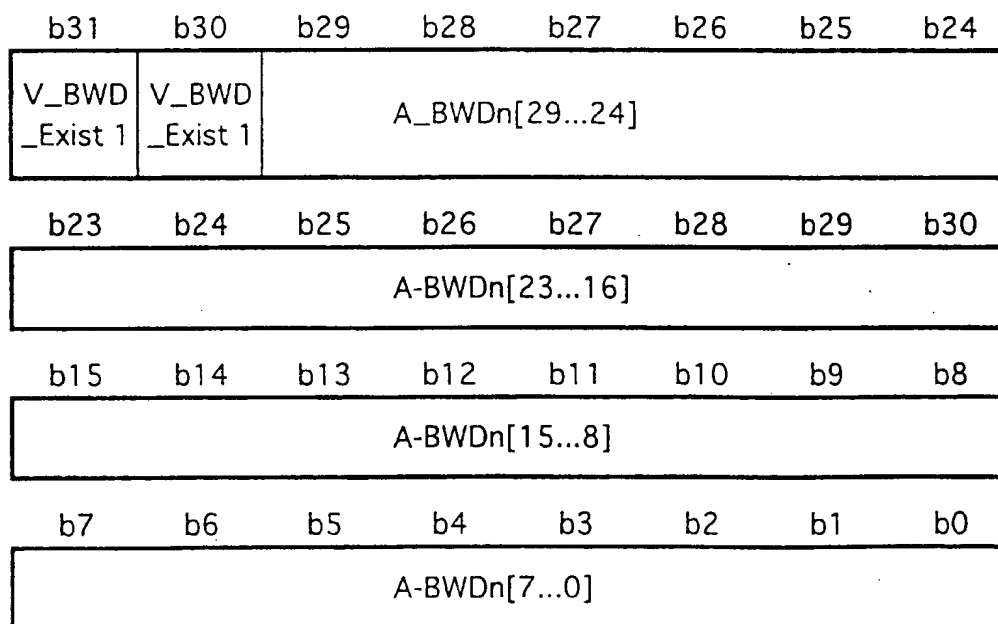 b31 b30 b29 b28 b27 b26 b25 b24
V_BWD V_BWD
_Exist 1 _Exist 1
A_BWDn[29...24]
b23 b24 b25 b26 b27 b28 b29 b30
A-BWDn[23...16]
b15 b14 b13 b12 b11 b10 b9 b8
A-BWDn[15...8]
b7 b6 b5 b4 b3 b2 b1 b0
A-BWDn[7...0]